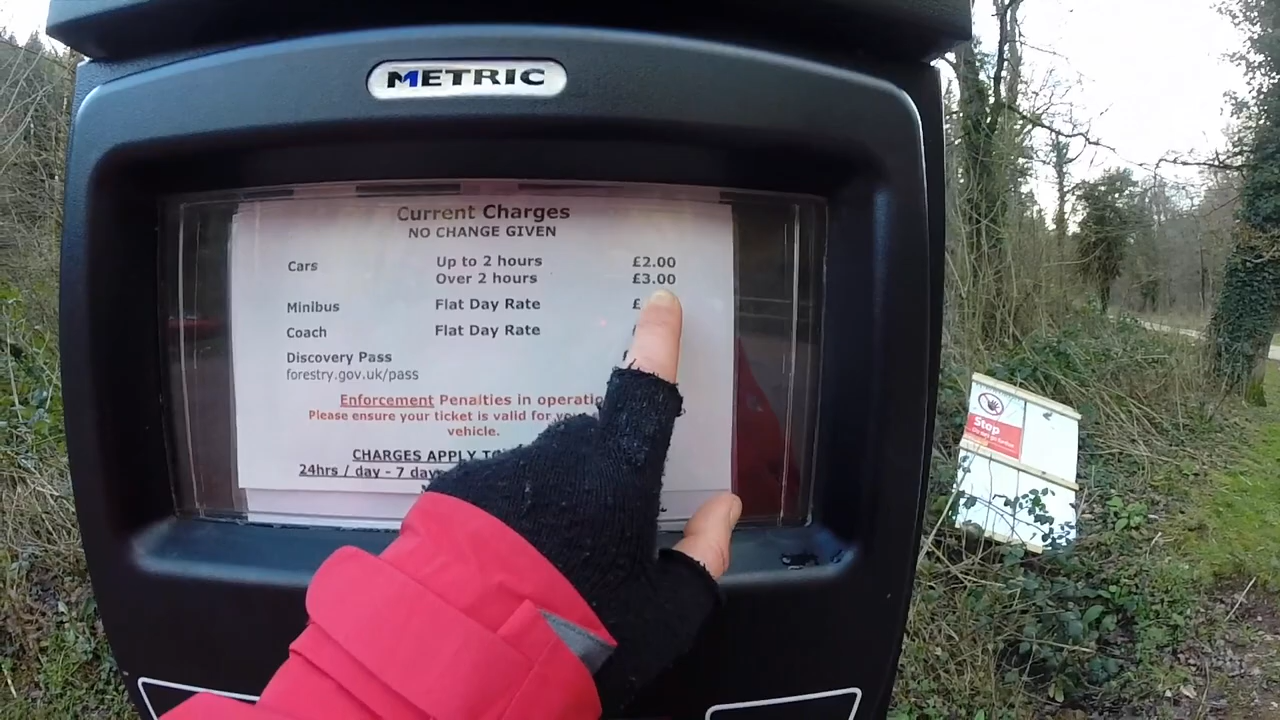 METRIC
Current Charges
NO CHANGE GIVEN
Cars Up to 2 hours £2.00
Over 2 hours £3.00
Minibus Flat Day Rate £
Coach Flat Day Rate
Discovery Pass
forestry.gov.uk/pass
Enforcement Penalties in operatio
Please ensure your ticket is valid for
vehicle.
CHARGES APPLY TO
24hrs / day - 7 day
Stop